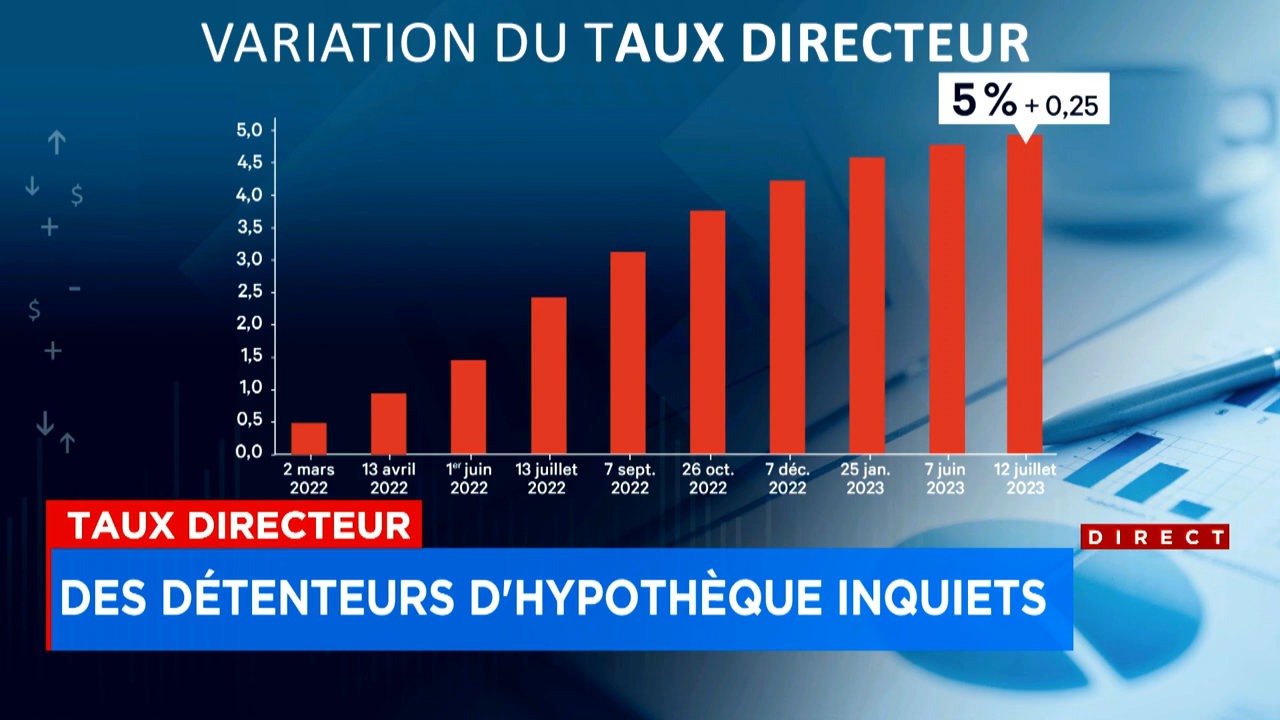 VARIATION DU TAUX DIRECTEUR
5 % + 0,25
5,0
4,5
4,0
3,5
3,0
2,5
2,0
1,5
1,0
0,5
0,0
2 mars 2022
13 avril 2022
1er juin 2022
13 juillet 2022
7 sept. 2022
26 oct. 2022
7 déc. 2022
25 jan. 2023
7 juin 2023
12 juillet 2023
TAUX DIRECTEUR
DIRECT
DES DÉTENTEURS D'HYPOTHÈQUE INQUIETS